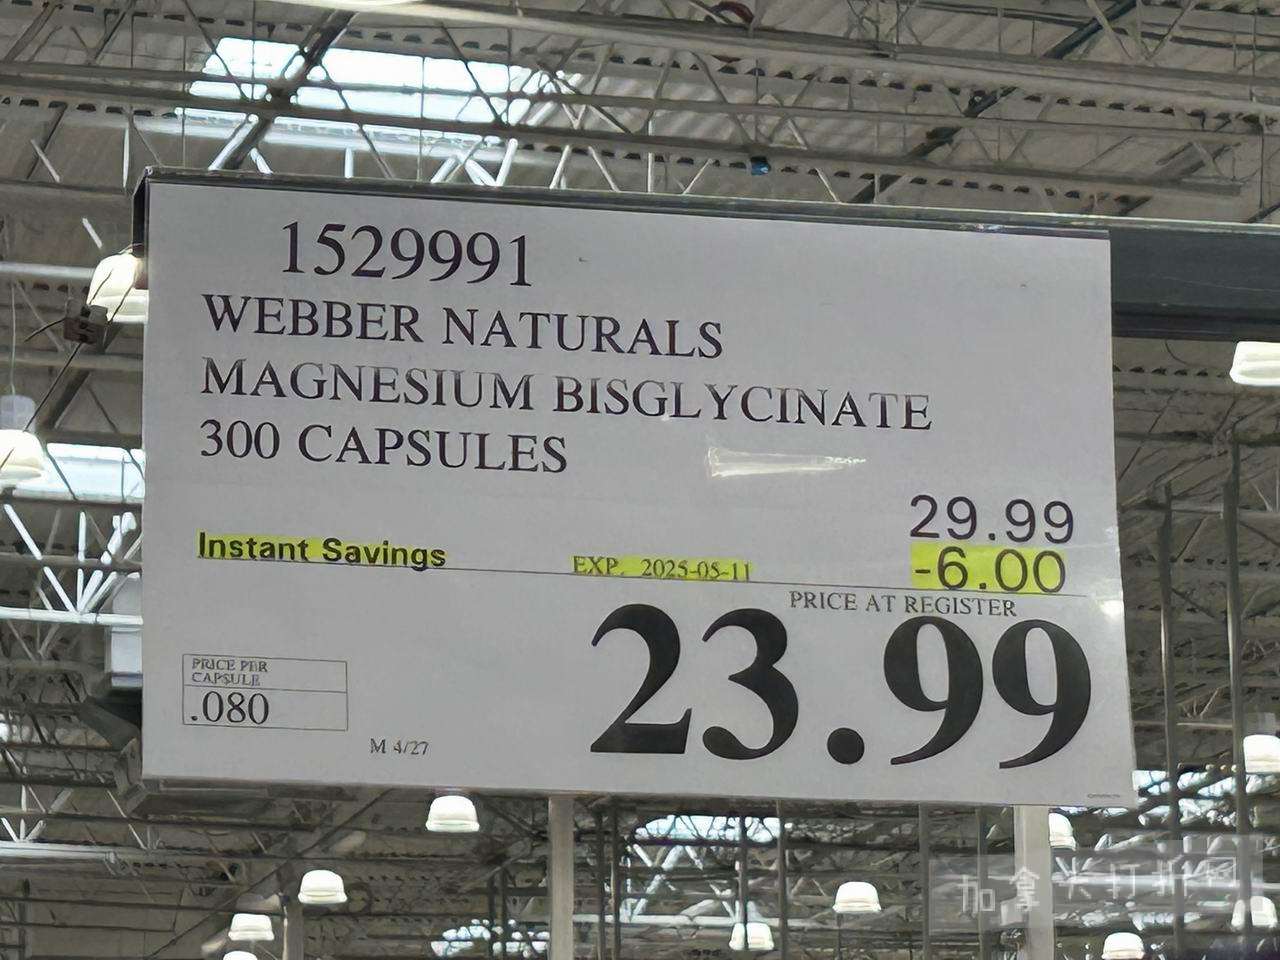 1529991
WEBBER NATURALS
MAGNESIUM BISGLYCINATE
300 CAPSULES
29.99
Instant Savings EXP. 2025-05-11 -6.00
PRICE AT REGISTER
23.99
PRICE PER
CAPSULE
.080
M 4/27
加拿大打折网